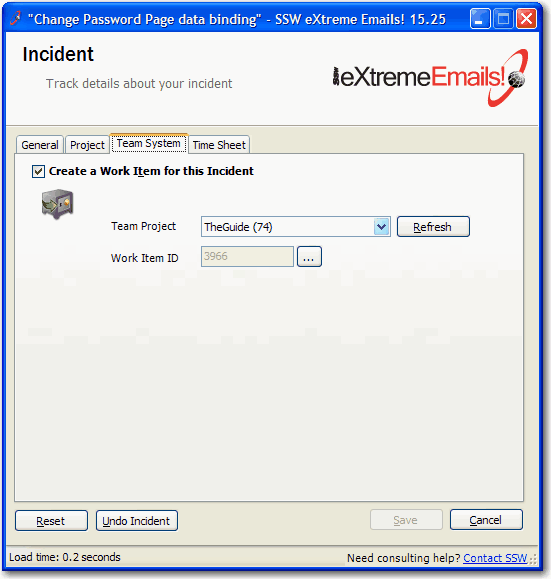 "Change Password Page data binding" - SSW eXtreme Emails! 15.25
Incident
Track details about your incident
SSW eXtremeEmails!
General Project Team System Time Sheet
Create a Work Item for this Incident
Team Project TheGuide (74) Refresh
Work Item ID 3966 ...
Reset Undo Incident Save Cancel
Load time: 0.2 seconds Need consulting help? Contact SSW